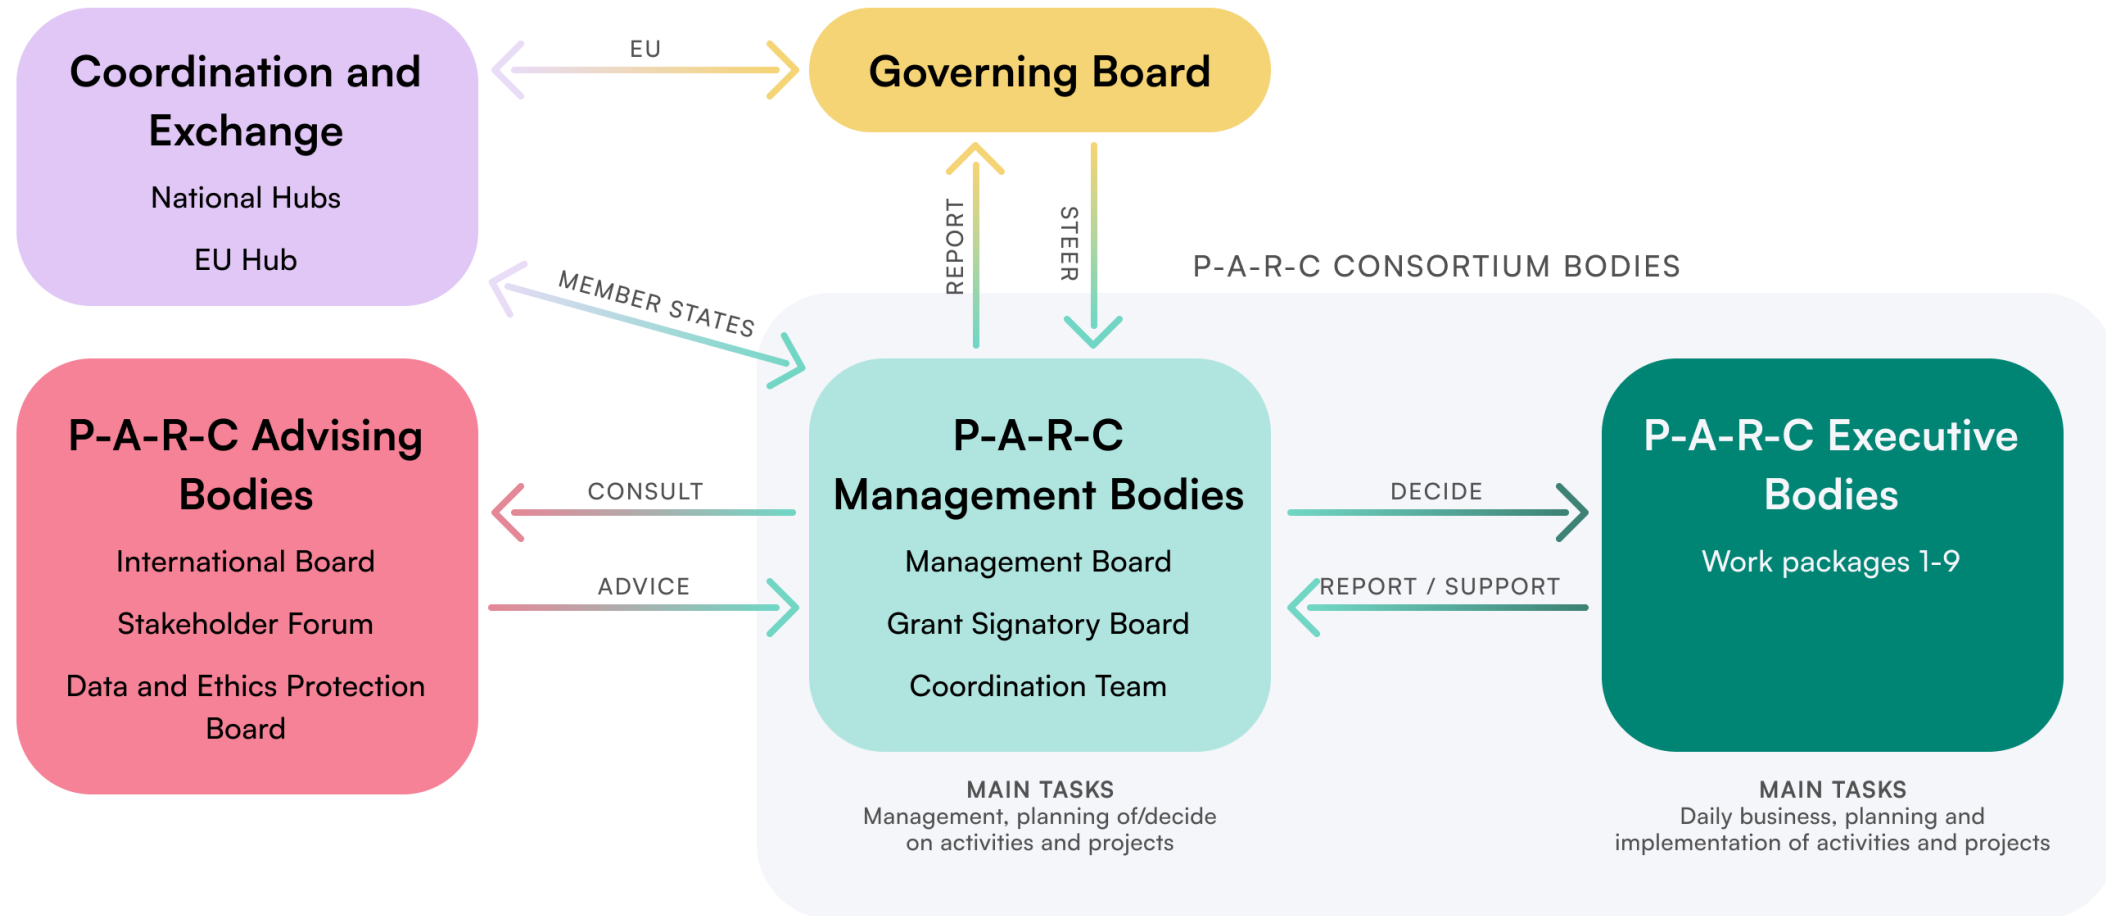 Coordination and
Exchange
National Hubs
EU Hub
EU
Governing Board
REPORT
STEER
MEMBER STATES
P-A-R-C CONSORTIUM BODIES
P-A-R-C Advising
Bodies
International Board
Stakeholder Forum
Data and Ethics Protection
Board
CONSULT
ADVICE
P-A-R-C
Management Bodies
Management Board
Grant Signatory Board
Coordination Team
MAIN TASKS
Management, planning of/decide
on activities and projects
DECIDE
REPORT / SUPPORT
P-A-R-C Executive
Bodies
Work packages 1-9
MAIN TASKS
Daily business, planning and
implementation of activities and projects